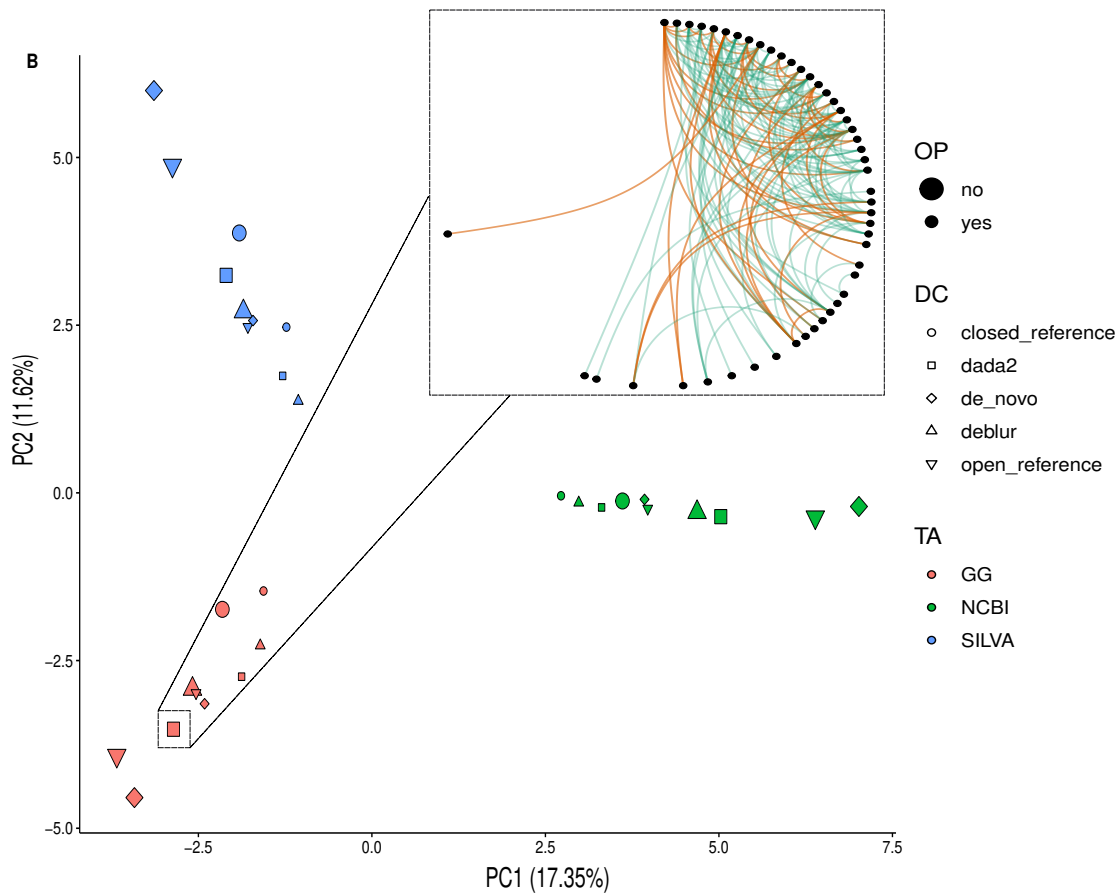 B
5.0
2.5
0.0
−2.5
−5.0
PC2 (11.62%)
−2.5
0.0
2.5
5.0
7.5
PC1 (17.35%)
OP
no
yes
DC
closed_reference
dada2
de_novo
deblur
open_reference
TA
GG
NCBI
SILVA